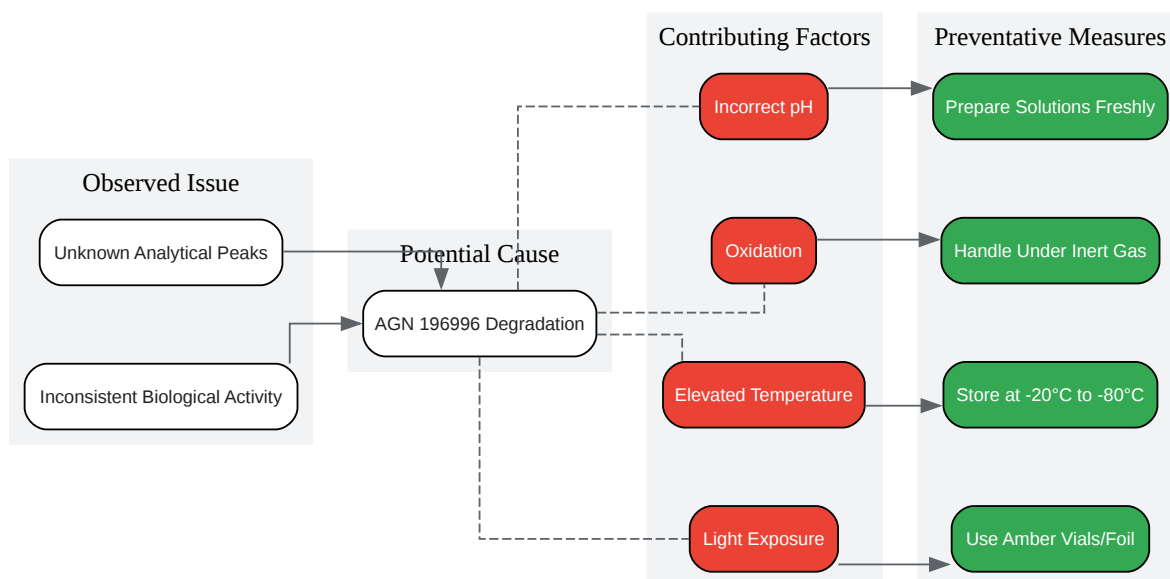 Observed Issue
Unknown Analytical Peaks
Inconsistent Biological Activity
Potential Cause
AGN 196996 Degradation
Contributing Factors
Incorrect pH
Oxidation
Elevated Temperature
Light Exposure
Preventative Measures
Prepare Solutions Freshly
Handle Under Inert Gas
Store at -20°C to -80°C
Use Amber Vials/Foil